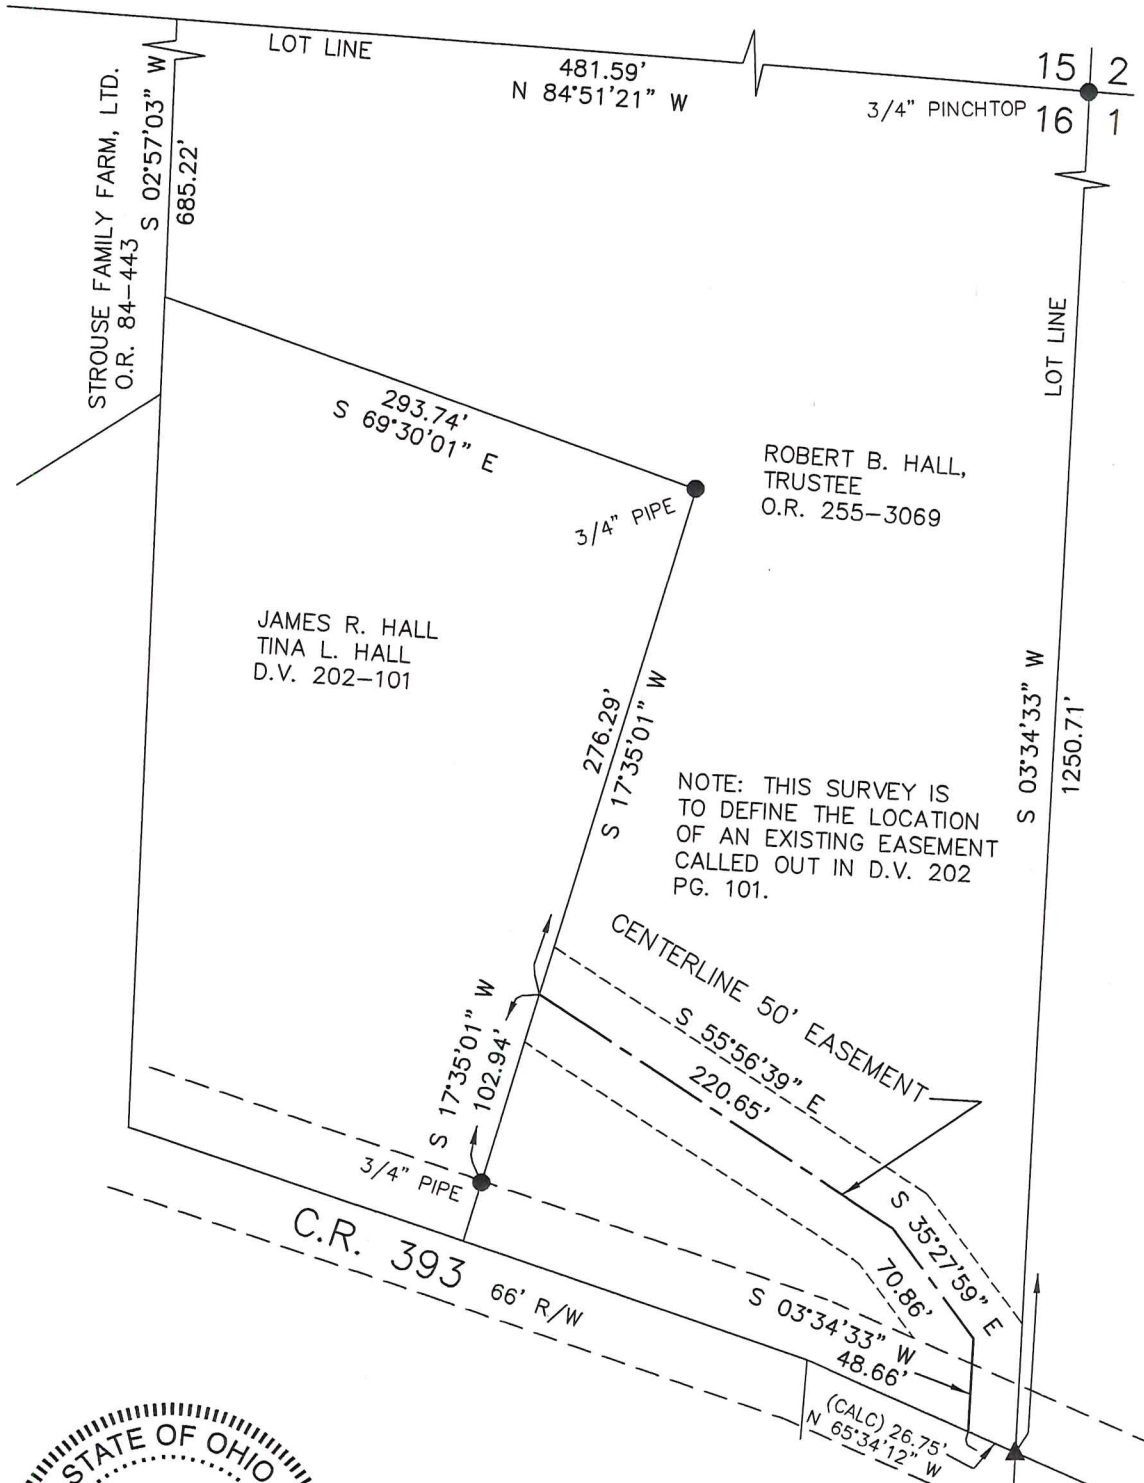 LOT LINE
481.59'
N 84°51'21" W
15 2
3/4" PINCHTOP 16 1
STROUSE FAMILY FARM, LTD.
O.R. 84-443
S 02°57'03" W
685.22'
LOT LINE
293.74'
S 69°30'01" E
3/4" PIPE
ROBERT B. HALL,
TRUSTEE
O.R. 255-3069
JAMES R. HALL
TINA L. HALL
D.V. 202-101
276.29'
S 17°35'01" W
S 03°34'33" W
1250.71'
NOTE: THIS SURVEY IS
TO DEFINE THE LOCATION
OF AN EXISTING EASEMENT
CALLED OUT IN D.V. 202
PG. 101.
CENTERLINE 50' EASEMENT
S 55°56'39" E
220.65'
S 17°35'01" W
102.94'
3/4" PIPE
S 35°27'59" E
70.86'
C.R. 393 66' R/W
S 03°34'33" W
48.66'
(CALC) 26.75'
N 65°34'12" W
STATE OF OHIO